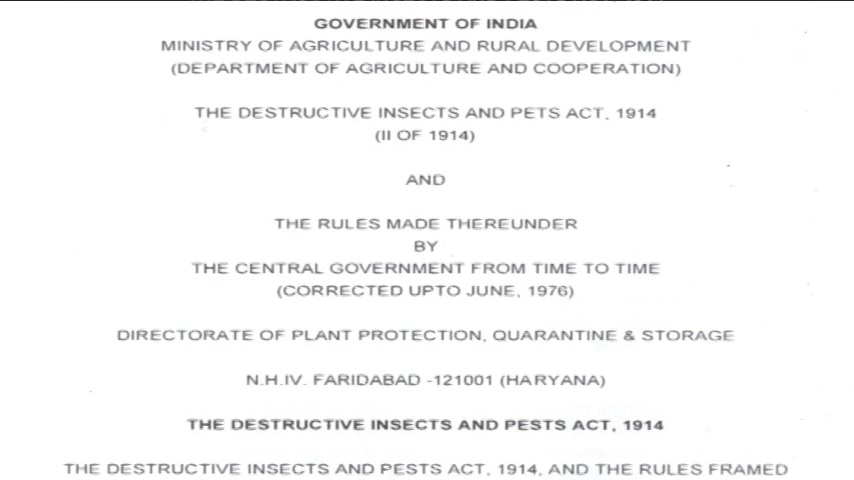 GOVERNMENT OF INDIA
MINISTRY OF AGRICULTURE AND RURAL DEVELOPMENT
(DEPARTMENT OF AGRICULTURE AND COOPERATION)
THE DESTRUCTIVE INSECTS AND PETS ACT, 1914
(II OF 1914)
AND
THE RULES MADE THEREUNDER
BY
THE CENTRAL GOVERNMENT FROM TIME TO TIME
(CORRECTED UPTO JUNE, 1976)
DIRECTORATE OF PLANT PROTECTION, QUARANTINE & STORAGE
N.H.IV. FARIDABAD -121001 (HARYANA)
THE DESTRUCTIVE INSECTS AND PESTS ACT, 1914
THE DESTRUCTIVE INSECTS AND PESTS ACT, 1914, AND THE RULES FRAMED